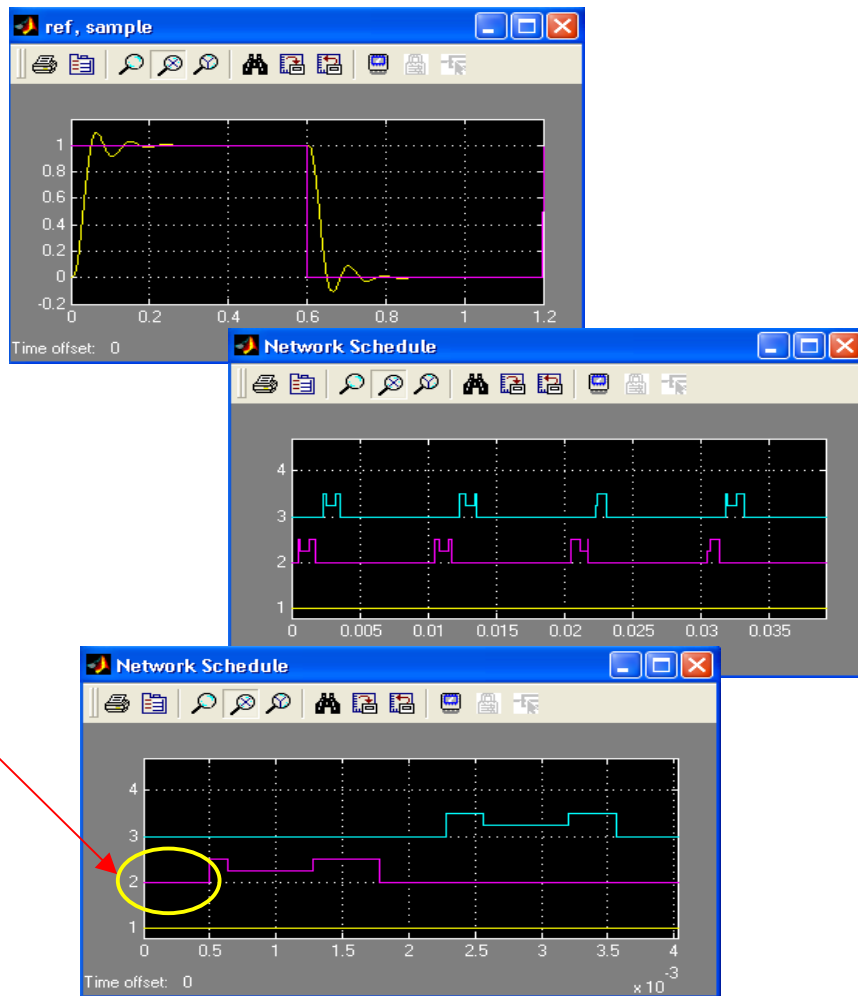 ref, sample
1
0.8
0.6
0.4
0.2
0
-0.2
0 0.2 0.4 0.6 0.8 1 1.2
Time offset: 0
Network Schedule
4
3
2
1
0 0.005 0.01 0.015 0.02 0.025 0.03 0.035
Network Schedule
4
3
2
1
0 0.5 1 1.5 2 2.5 3 3.5 4
x 10-3
Time offset: 0